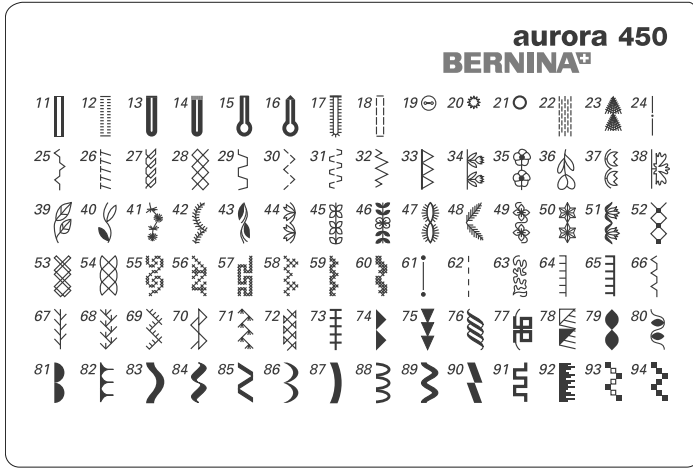 aurora 450
BERNINA
11 12 13 14 15 16 17 18 19 20 21 22 23 24
25 26 27 28 29 30 31 32 33 34 35 36 37 38
39 40 41 42 43 44 45 46 47 48 49 50 51 52
53 54 55 56 57 58 59 60 61 62 63 64 65 66
67 68 69 70 71 72 73 74 75 76 77 78 79 80
81 82 83 84 85 86 87 88 89 90 91 92 93 94